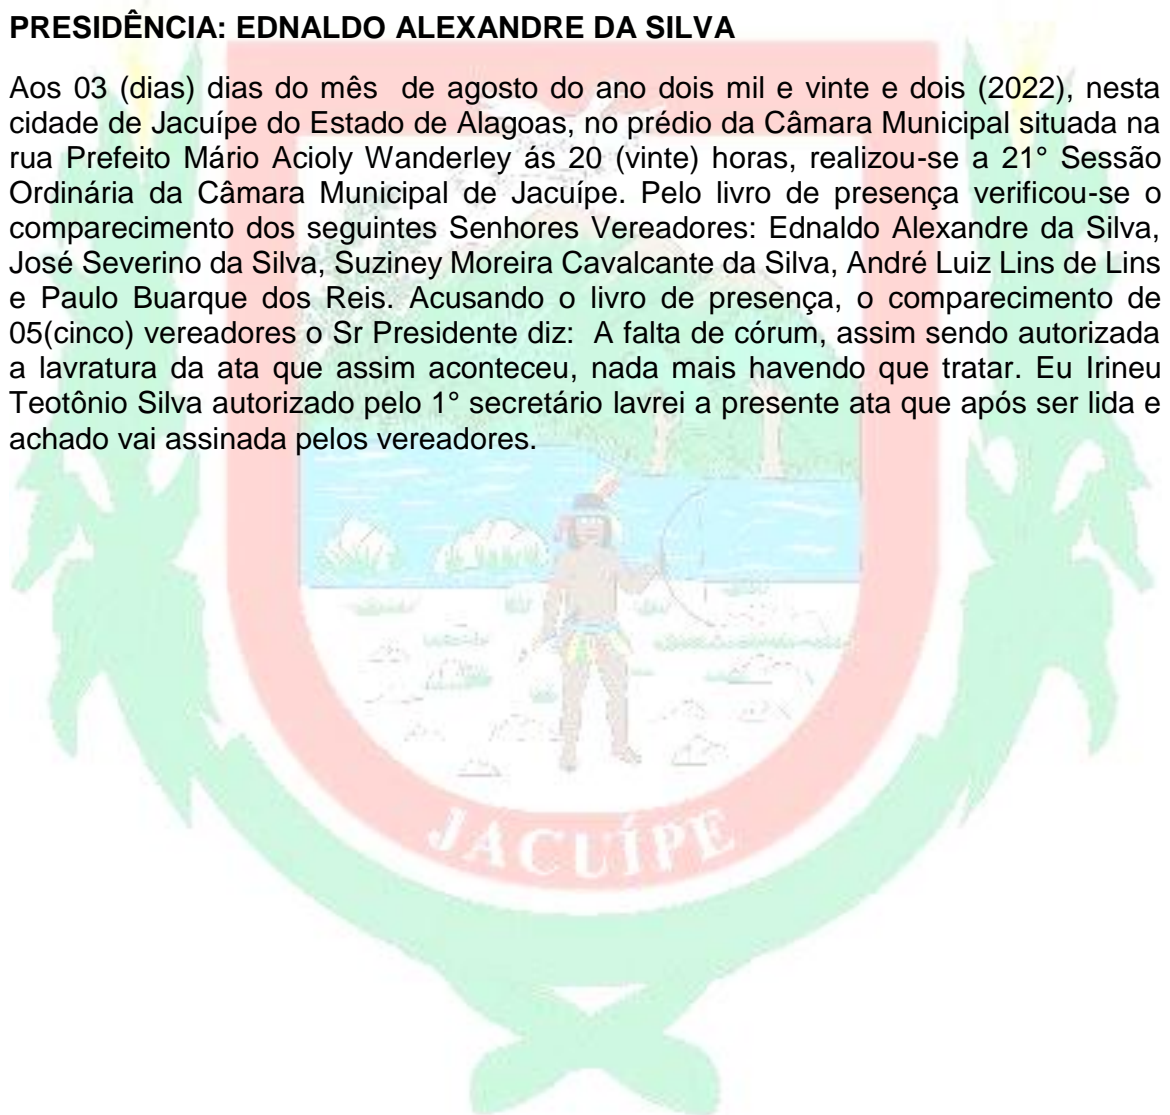 PRESIDÊNCIA: EDNALDO ALEXANDRE DA SILVA
Aos 03 (dias) dias do mês de agosto do ano dois mil e vinte e dois (2022), nesta
cidade de Jacuípe do Estado de Alagoas, no prédio da Câmara Municipal situada na
rua Prefeito Mário Acioly Wanderley ás 20 (vinte) horas, realizou-se a 21° Sessão
Ordinária da Câmara Municipal de Jacuípe. Pelo livro de presença verificou-se o
comparecimento dos seguintes Senhores Vereadores: Ednaldo Alexandre da Silva,
José Severino da Silva, Suziney Moreira Cavalcante da Silva, André Luiz Lins de Lins
e Paulo Buarque dos Reis. Acusando o livro de presença, o comparecimento de
05(cinco) vereadores o Sr Presidente diz: A falta de córum, assim sendo autorizada
a lavratura da ata que assim aconteceu, nada mais havendo que tratar. Eu Irineu
Teotônio Silva autorizado pelo 1° secretário lavrei a presente ata que após ser lida e
achado vai assinada pelos vereadores.
JACUÍPE